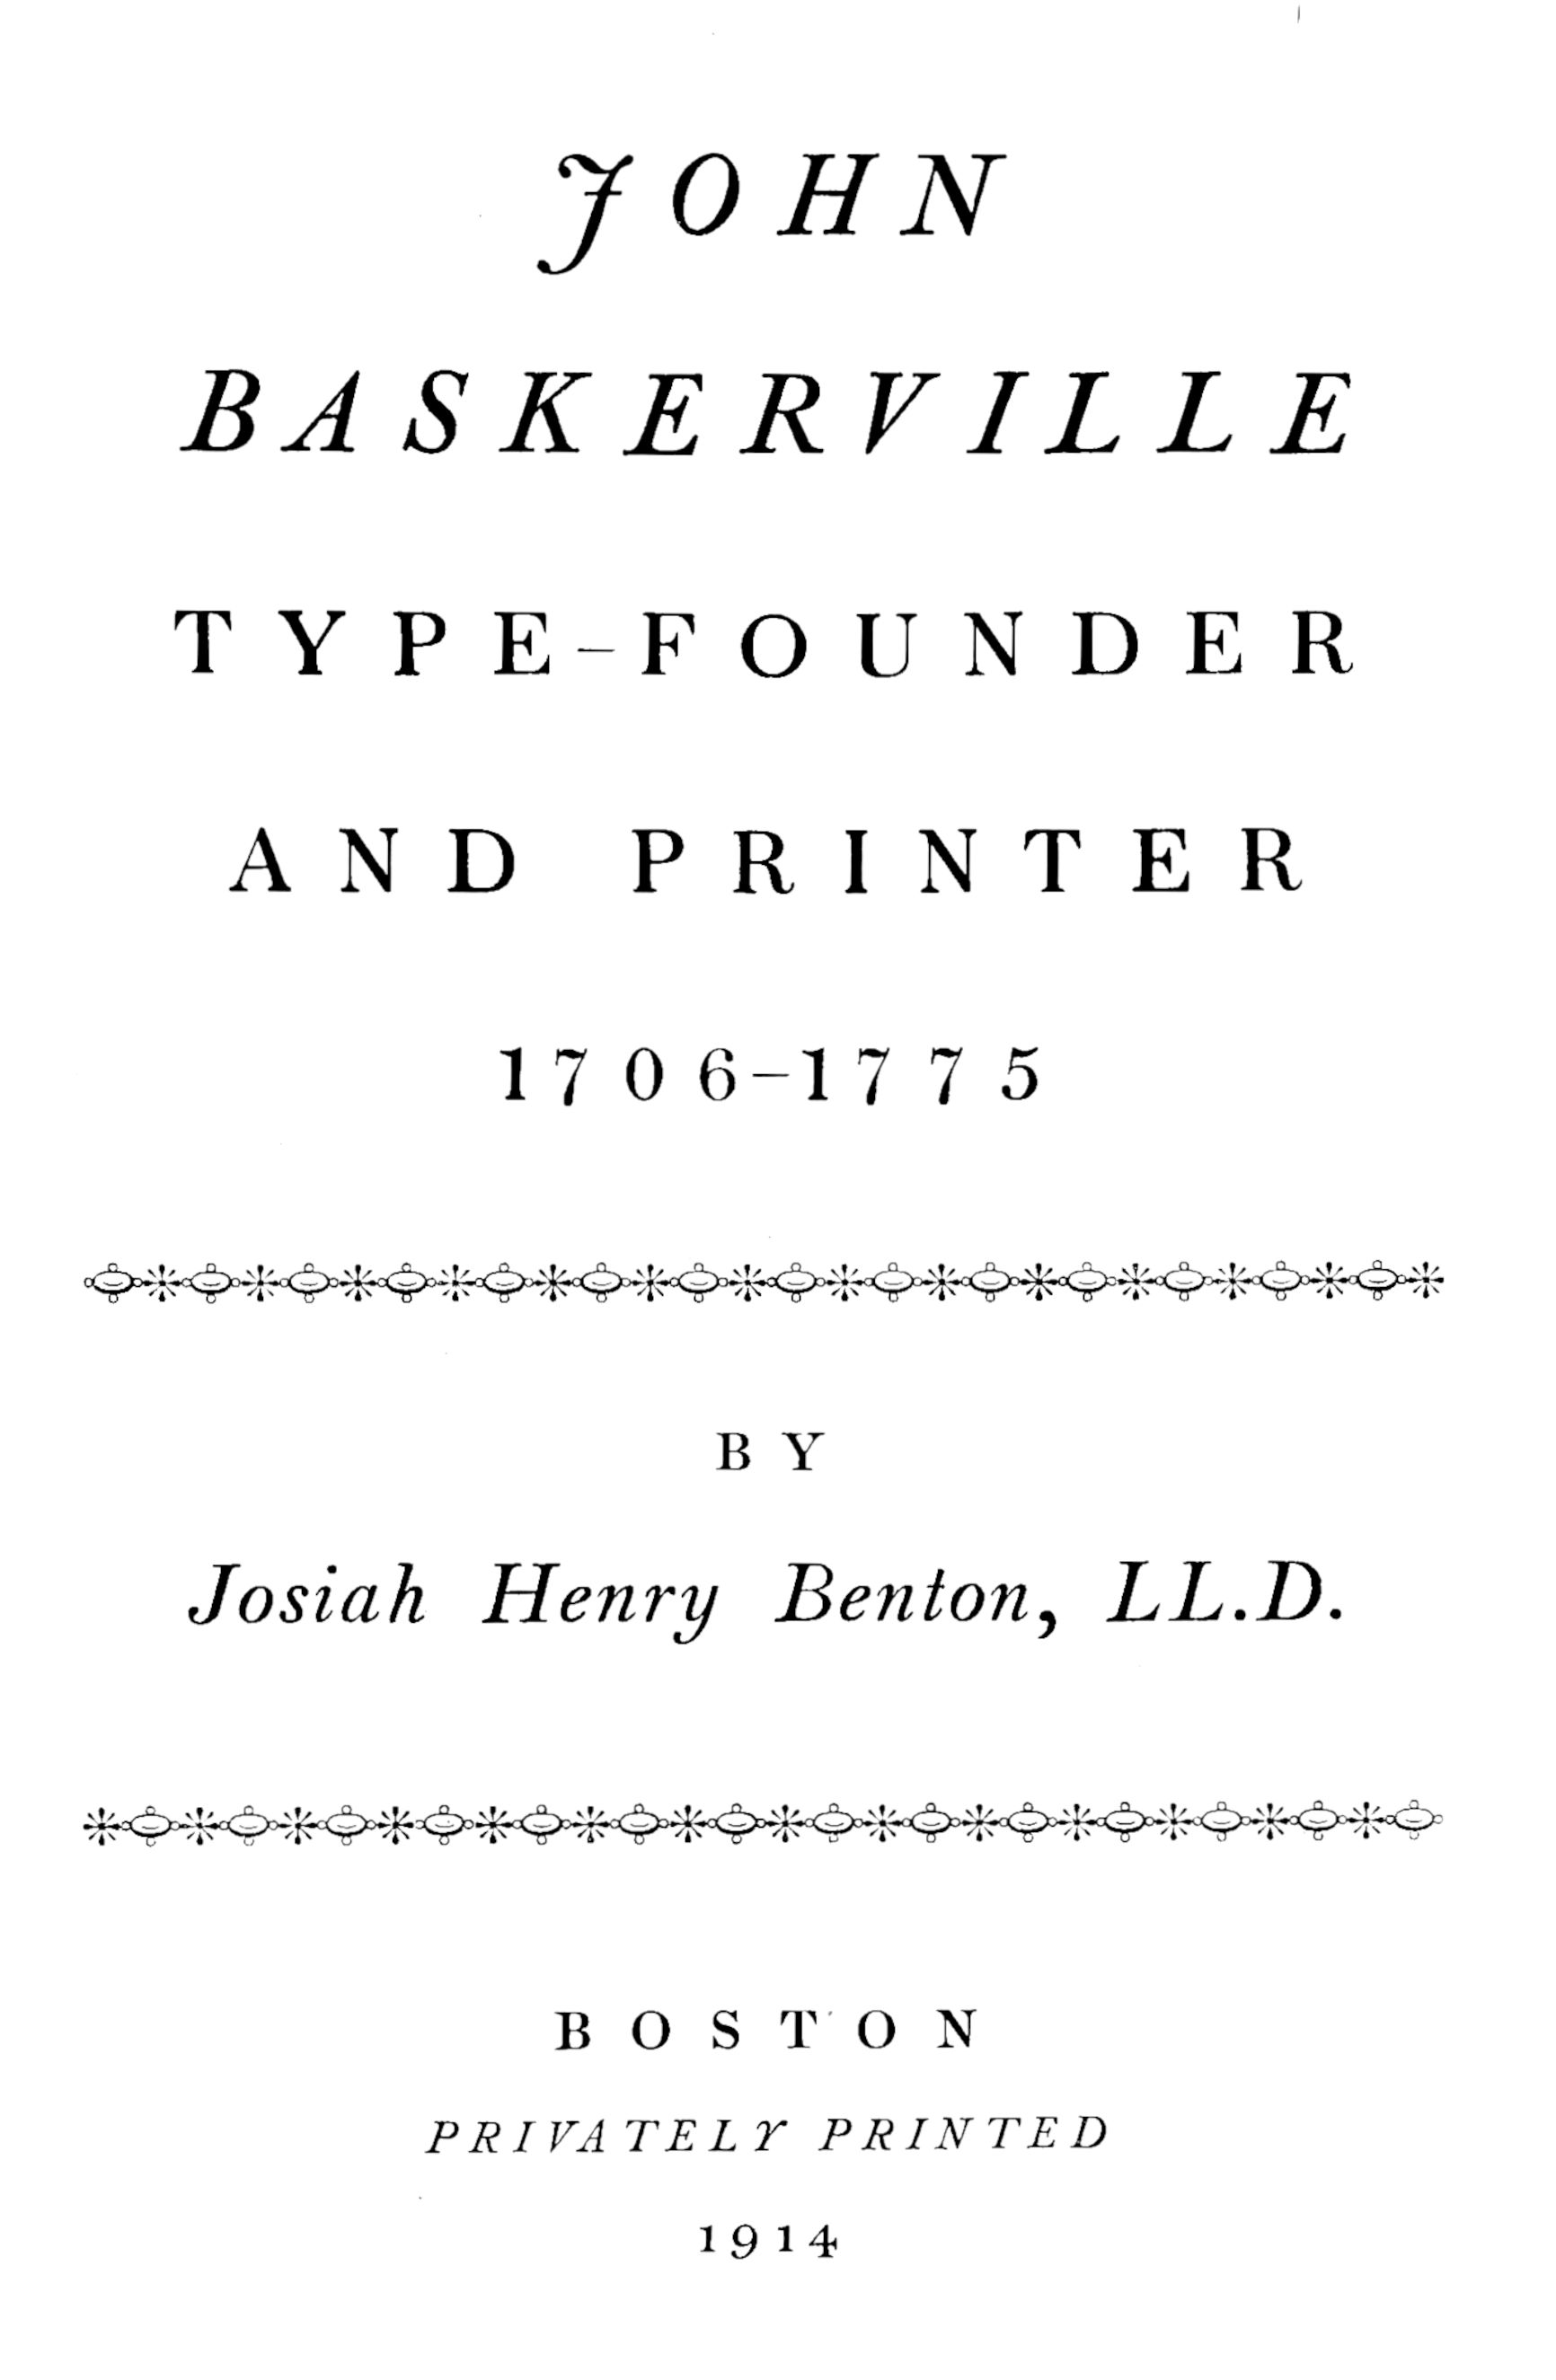 JOHN
BASKERVILLE
TYPE-FOUNDER
AND PRINTER
1706-1775
BY
Josiah Henry Benton, LL.D.
BOSTON
PRIVATELY PRINTED
1914